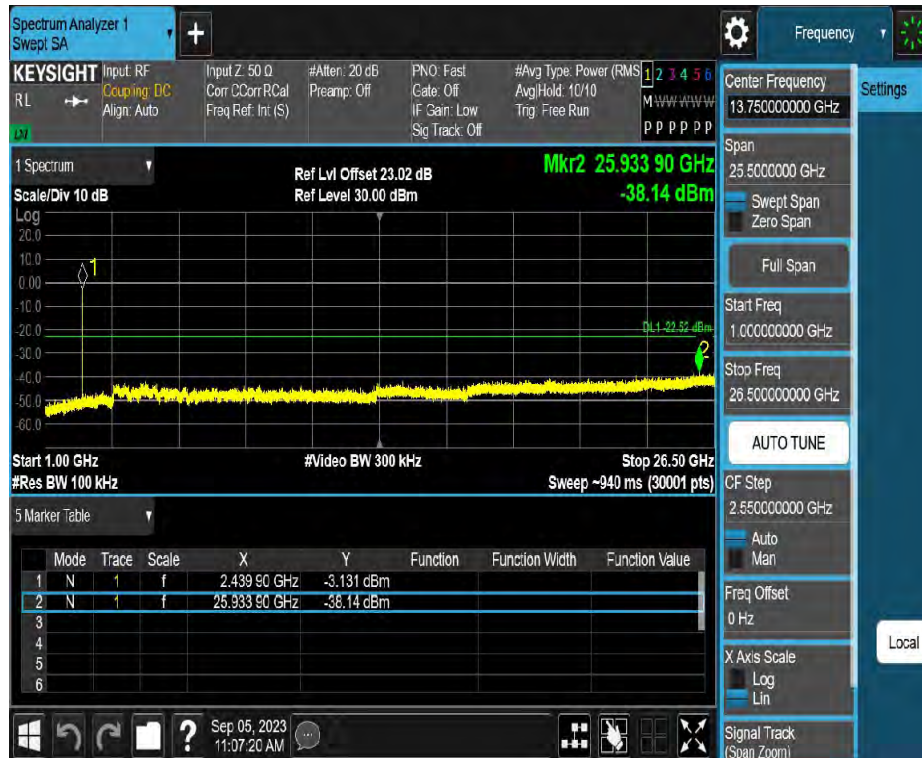 Spectrum Analyzer 1
Swept SA
+
Frequency
KEYSIGHT
RL
Input: RF
Coupling: DC
Align: Auto
Input Z: 50 Ω
Corr CCorr RCal
Freq Ref: Int (S)
#Atten: 20 dB
Preamp: Off
PNO: Fast
Gate: Off
IF Gain: Low
Sig Track: Off
#Avg Type: Power (RMS
Avg|Hold: 10/10
Trig: Free Run
1 2 3 4 5 6
M W W W W W
P P P P P P
1 Spectrum
Scale/Div 10 dB
Ref Lvl Offset 23.02 dB
Ref Level 30.00 dBm
Mkr2 25.933 90 GHz
-38.14 dBm
Log
20.0
10.0
0.00
-10.0
-20.0
-30.0
-40.0
-50.0
-60.0
1
DL1 -22.52 dBm
2
Start 1.00 GHz
#Res BW 100 kHz
#Video BW 300 kHz
Stop 26.50 GHz
Sweep ~940 ms (30001 pts)
5 Marker Table
Mode Trace Scale X Y Function Function Width Function Value
1 N 1 f 2.439 90 GHz -3.131 dBm
2 N 1 f 25.933 90 GHz -38.14 dBm
3
4
5
6
?
Sep 05, 2023
11:07:20 AM
Center Frequency
13.750000000 GHz
Settings
Span
25.5000000 GHz
Swept Span
Zero Span
Full Span
Start Freq
1.000000000 GHz
Stop Freq
26.500000000 GHz
AUTO TUNE
CF Step
2.550000000 GHz
Auto
Man
Freq Offset
0 Hz
Local
X Axis Scale
Log
Lin
Signal Track
(Span Zoom)